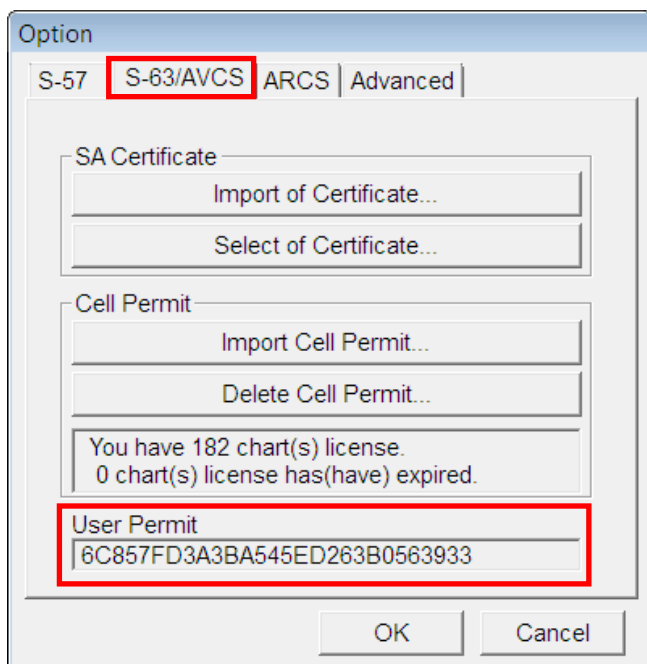 Option
S-57 S-63/AVCS ARCS Advanced
SA Certificate
Import of Certificate...
Select of Certificate...
Cell Permit
Import Cell Permit...
Delete Cell Permit...
You have 182 chart(s) license.
0 chart(s) license has(have) expired.
User Permit
6C857FD3A3BA545ED263B0563933
OK Cancel